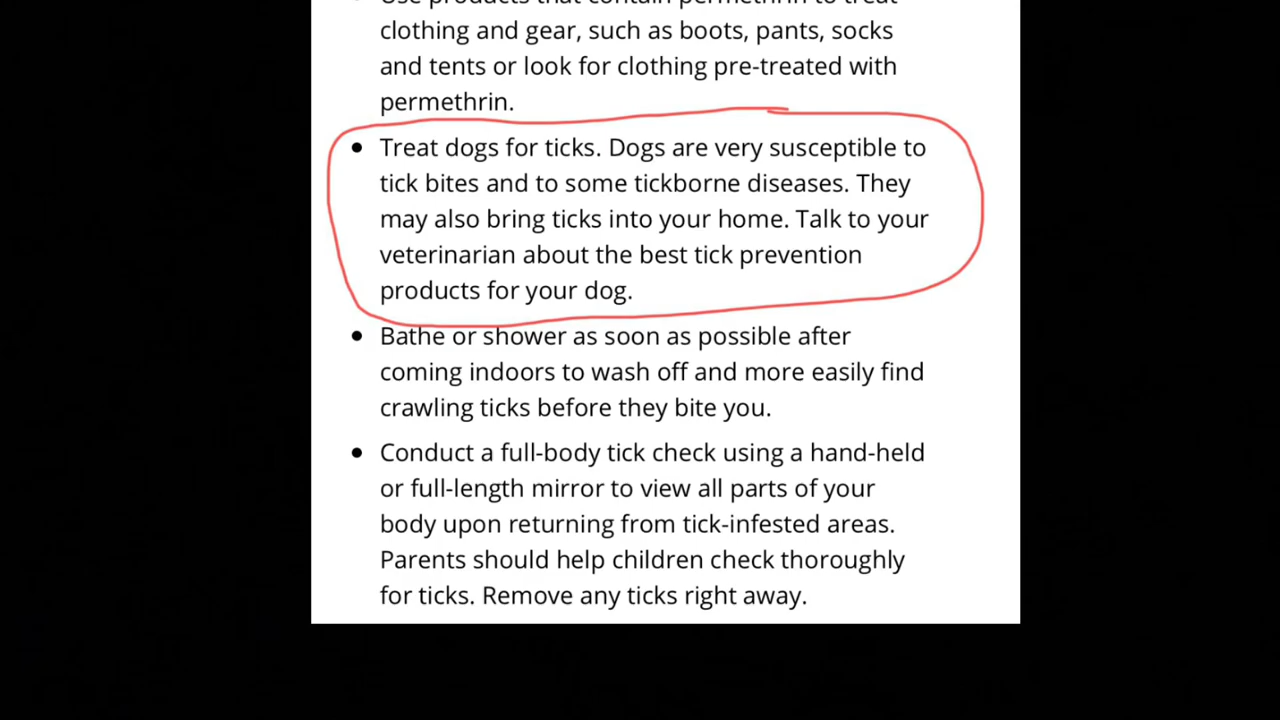 clothing and gear, such as boots, pants, socks
and tents or look for clothing pre-treated with
permethrin.
• Treat dogs for ticks. Dogs are very susceptible to
tick bites and to some tickborne diseases. They
may also bring ticks into your home. Talk to your
veterinarian about the best tick prevention
products for your dog.
• Bathe or shower as soon as possible after
coming indoors to wash off and more easily find
crawling ticks before they bite you.
• Conduct a full-body tick check using a hand-held
or full-length mirror to view all parts of your
body upon returning from tick-infested areas.
Parents should help children check thoroughly
for ticks. Remove any ticks right away.